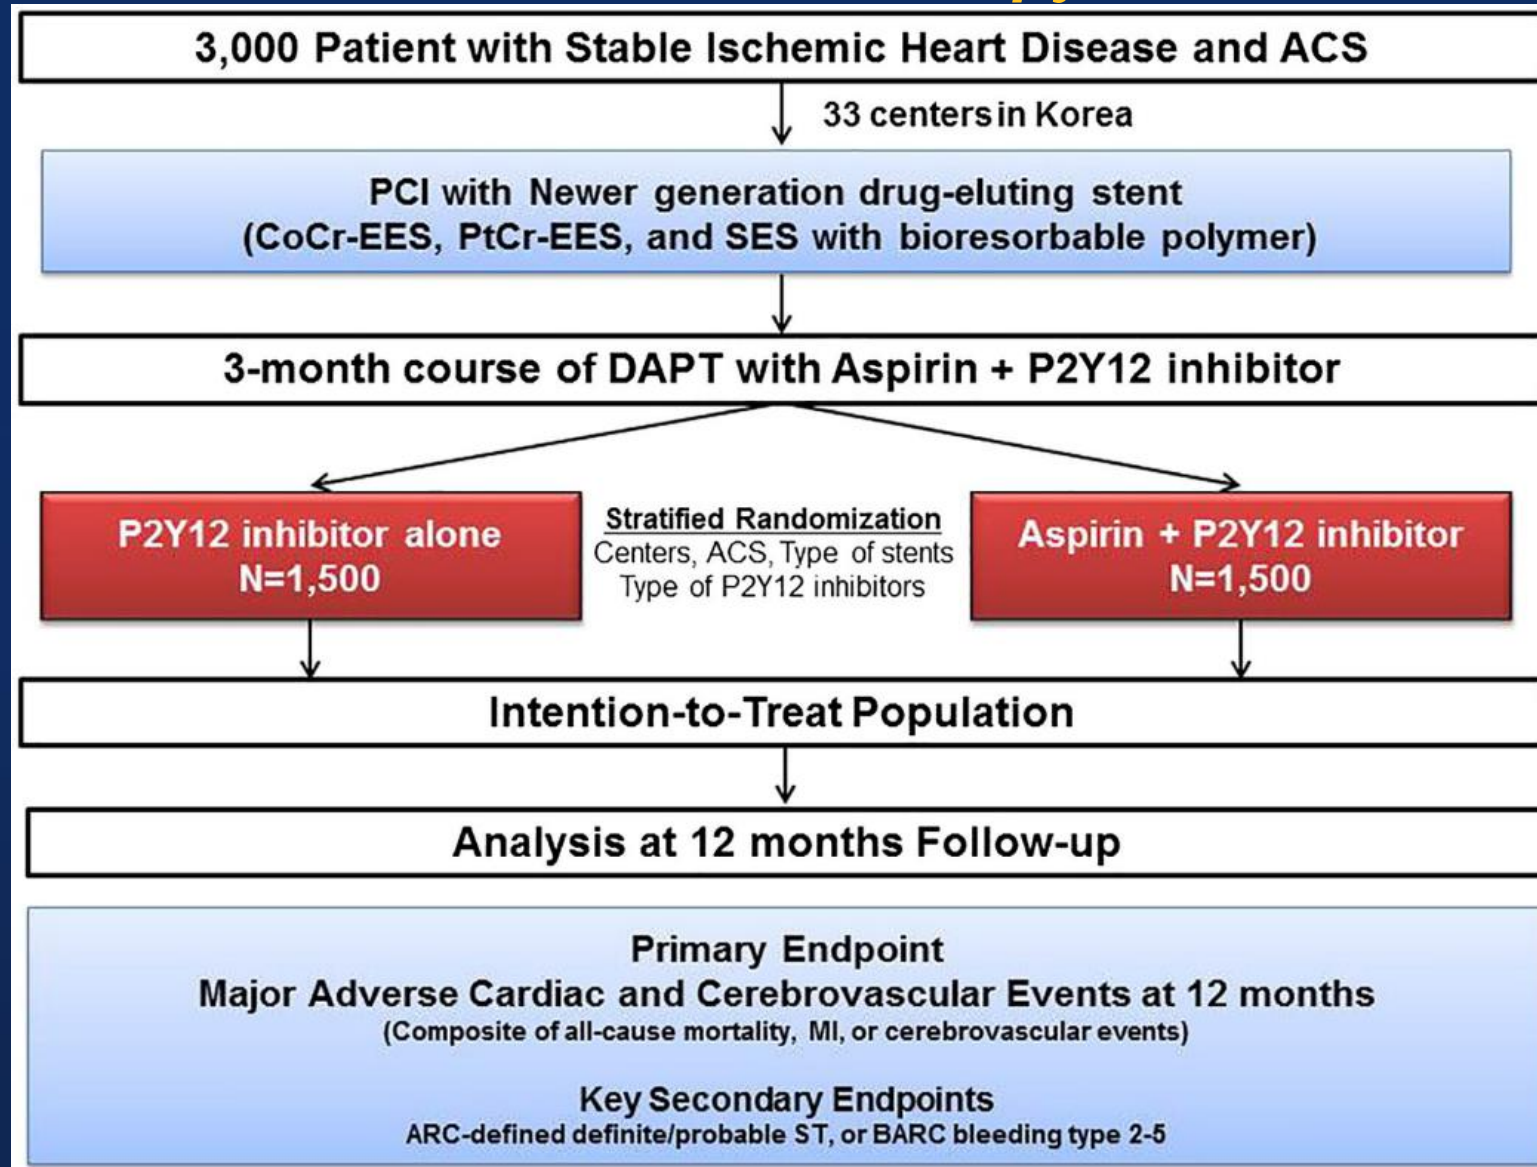 3,000 Patient with Stable Ischemic Heart Disease and ACS
33 centers in Korea
PCI with Newer generation drug-eluting stent
(CoCr-EES, PtCr-EES, and SES with bioresorbable polymer)
3-month course of DAPT with Aspirin + P2Y12 inhibitor
P2Y12 inhibitor alone
N=1,500
Stratified Randomization
Centers, ACS, Type of stents
Type of P2Y12 inhibitors
Aspirin + P2Y12 inhibitor
N=1,500
Intention-to-Treat Population
Analysis at 12 months Follow-up
Primary Endpoint
Major Adverse Cardiac and Cerebrovascular Events at 12 months
(Composite of all-cause mortality, MI, or cerebrovascular events)
Key Secondary Endpoints
ARC-defined definite/probable ST, or BARC bleeding type 2-5